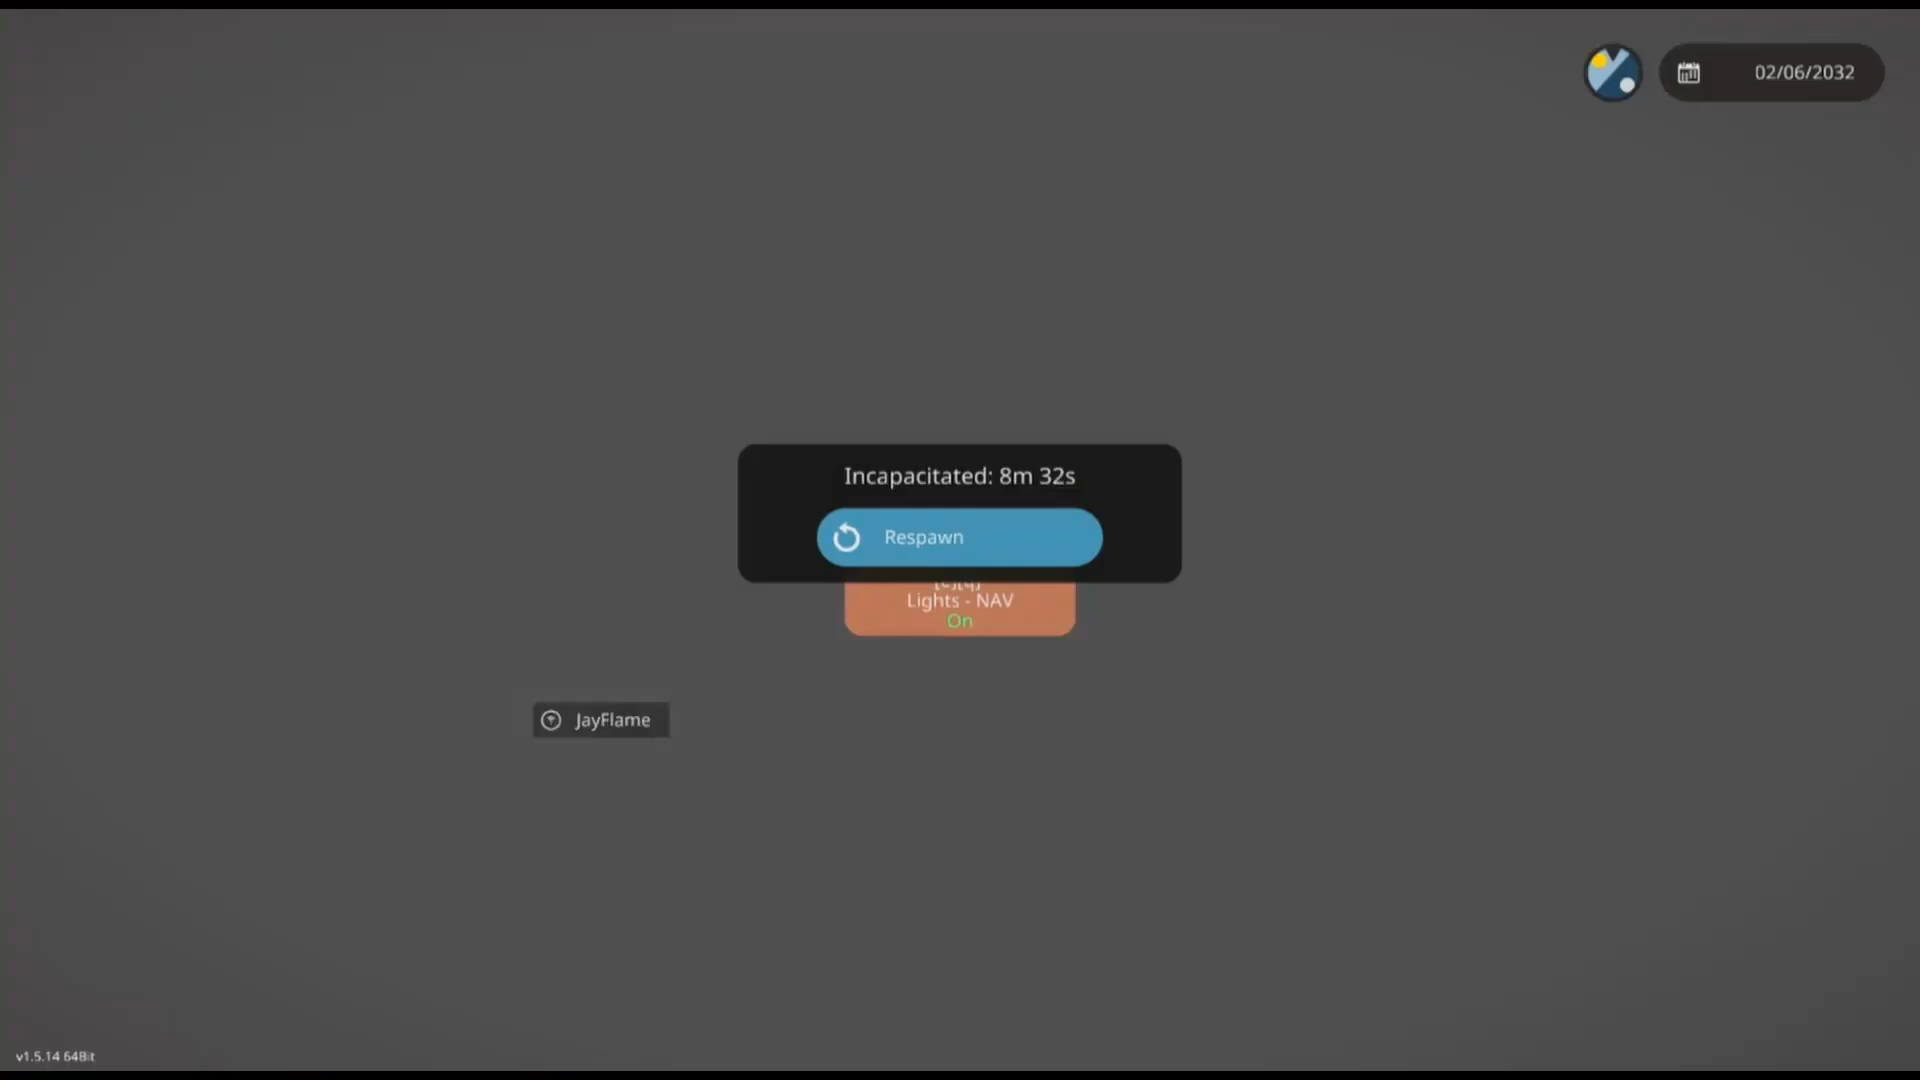 02/06/2032
Incapacitated: 8m 32s
Respawn
Lights - NAV
On
JayFlame
v1.5.14 64Bit